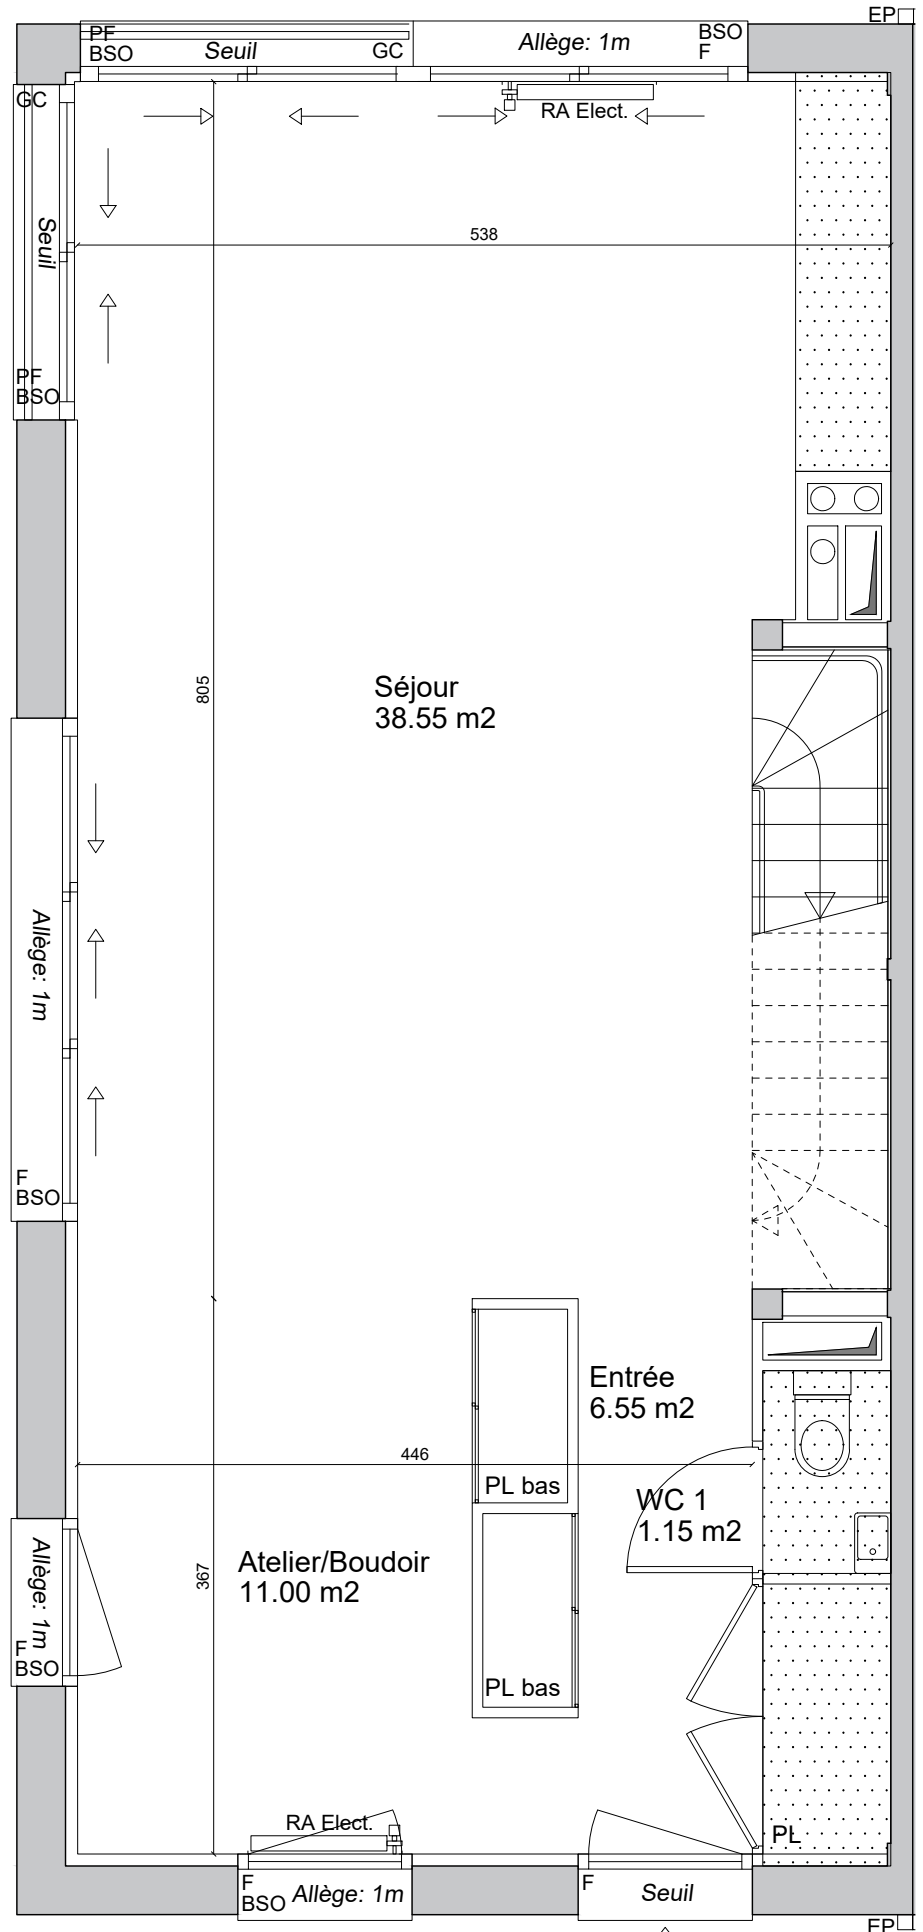 EP
PF
BSO
Seuil
GC
Allège: 1m
BSO
F
GC
RA Elect.
Seuil
538
PF
BSO
805
Séjour
38.55 m2
Allège: 1m
F
BSO
Entrée
6.55 m2
446
PL bas
WC 1
1.15 m2
Allège: 1m
F
BSO
367
Atelier/Boudoir
11.00 m2
PL bas
RA Elect.
PL
F
BSO
Allège: 1m
F
Seuil
EP